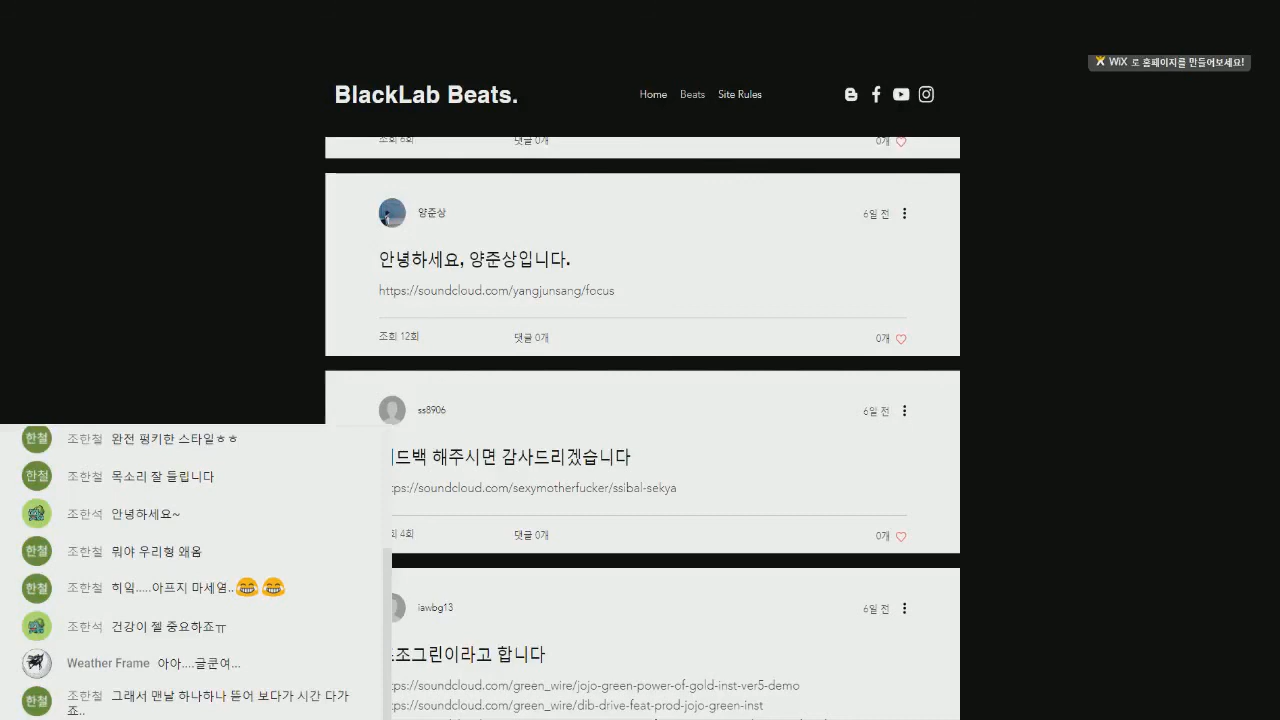 WiX 로 홈페이지를 만들어보세요!
BlackLab Beats.
Home Beats Site Rules
조회 6회 댓글 0개 0개
양준상 6일 전
안녕하세요, 양준상입니다.
https://soundcloud.com/yangjunsang/focus
조회 12회 댓글 0개 0개
ss8906 6일 전
드백 해주시면 감사드리겠습니다
ps://soundcloud.com/sexymotherfucker/ssibal-sekya
4회 댓글 0개 0개
iawbg13 6일 전
조그린이라고 합니다
ps://soundcloud.com/green_wire/jojo-green-power-of-gold-inst-ver5-demo
ps://soundcloud.com/green_wire/dib-drive-feat-prod-jojo-green-inst
한철 조한철 완전 펑키한 스타일ㅎㅎ
한철 조한철 목소리 잘 들립니다
조한석 안녕하세요~
한철 조한철 뭐야 우리형 왜옴
한철 조한철 히익.....아프지 마세염..😂 😂
조한석 건강이 젤 중요하죠ㅠ
Weather Frame 아아....글쿤여...
한철 조한철 그래서 맨날 하나하나 뜯어 보다가 시간 다가
죠..